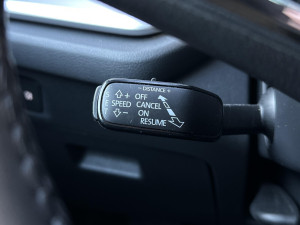 - DISTANCE +
+ OFF
E SPEED CANCEL
- ON
RESUME